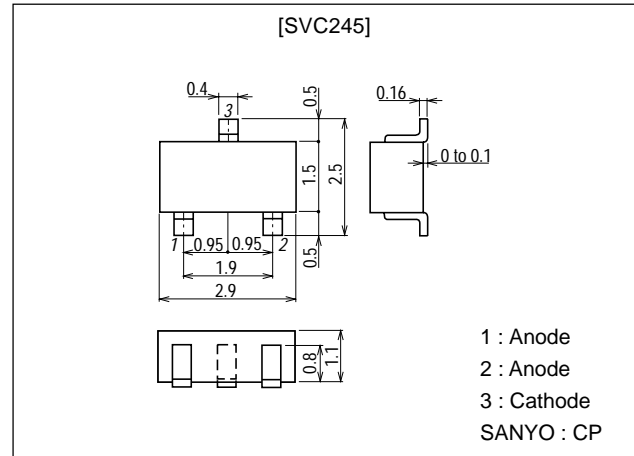 [SVC245]
0.4
3
0.5
0.16
0 to 0.1
1.5
2.5
1
0.95
0.95
2
0.5
1.9
2.9
0.8
1.1
1 : Anode
2 : Anode
3 : Cathode
SANYO : CP